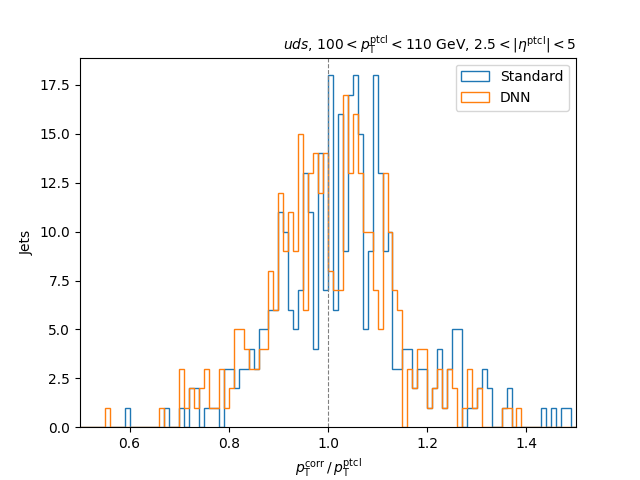 uds, 100 < p_T^ptcl < 110 GeV, 2.5 < |η^ptcl| < 5
Standard
DNN
17.5
15.0
12.5
10.0
7.5
5.0
2.5
0.0
Jets
0.6
0.8
1.0
1.2
1.4
p_T^corr / p_T^ptcl